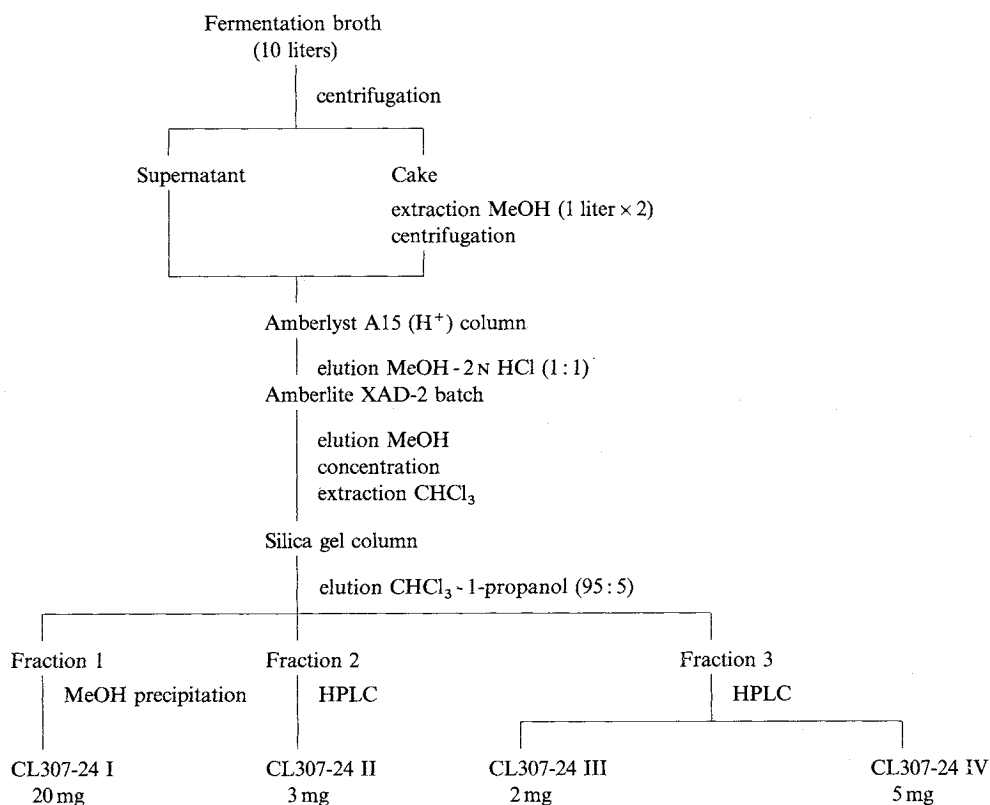 Fermentation broth
(10 liters)
centrifugation
Supernatant
Cake
extraction MeOH (1 liter × 2)
centrifugation
Amberlyst A15 (H⁺) column
elution MeOH - 2 N HCl (1 : 1)
Amberlite XAD-2 batch
elution MeOH
concentration
extraction CHCl₃
Silica gel column
elution CHCl₃ - 1-propanol (95 : 5)
Fraction 1
Fraction 2
Fraction 3
MeOH precipitation
HPLC
HPLC
CL307-24 I
CL307-24 II
CL307-24 III
CL307-24 IV
20 mg
3 mg
2 mg
5 mg